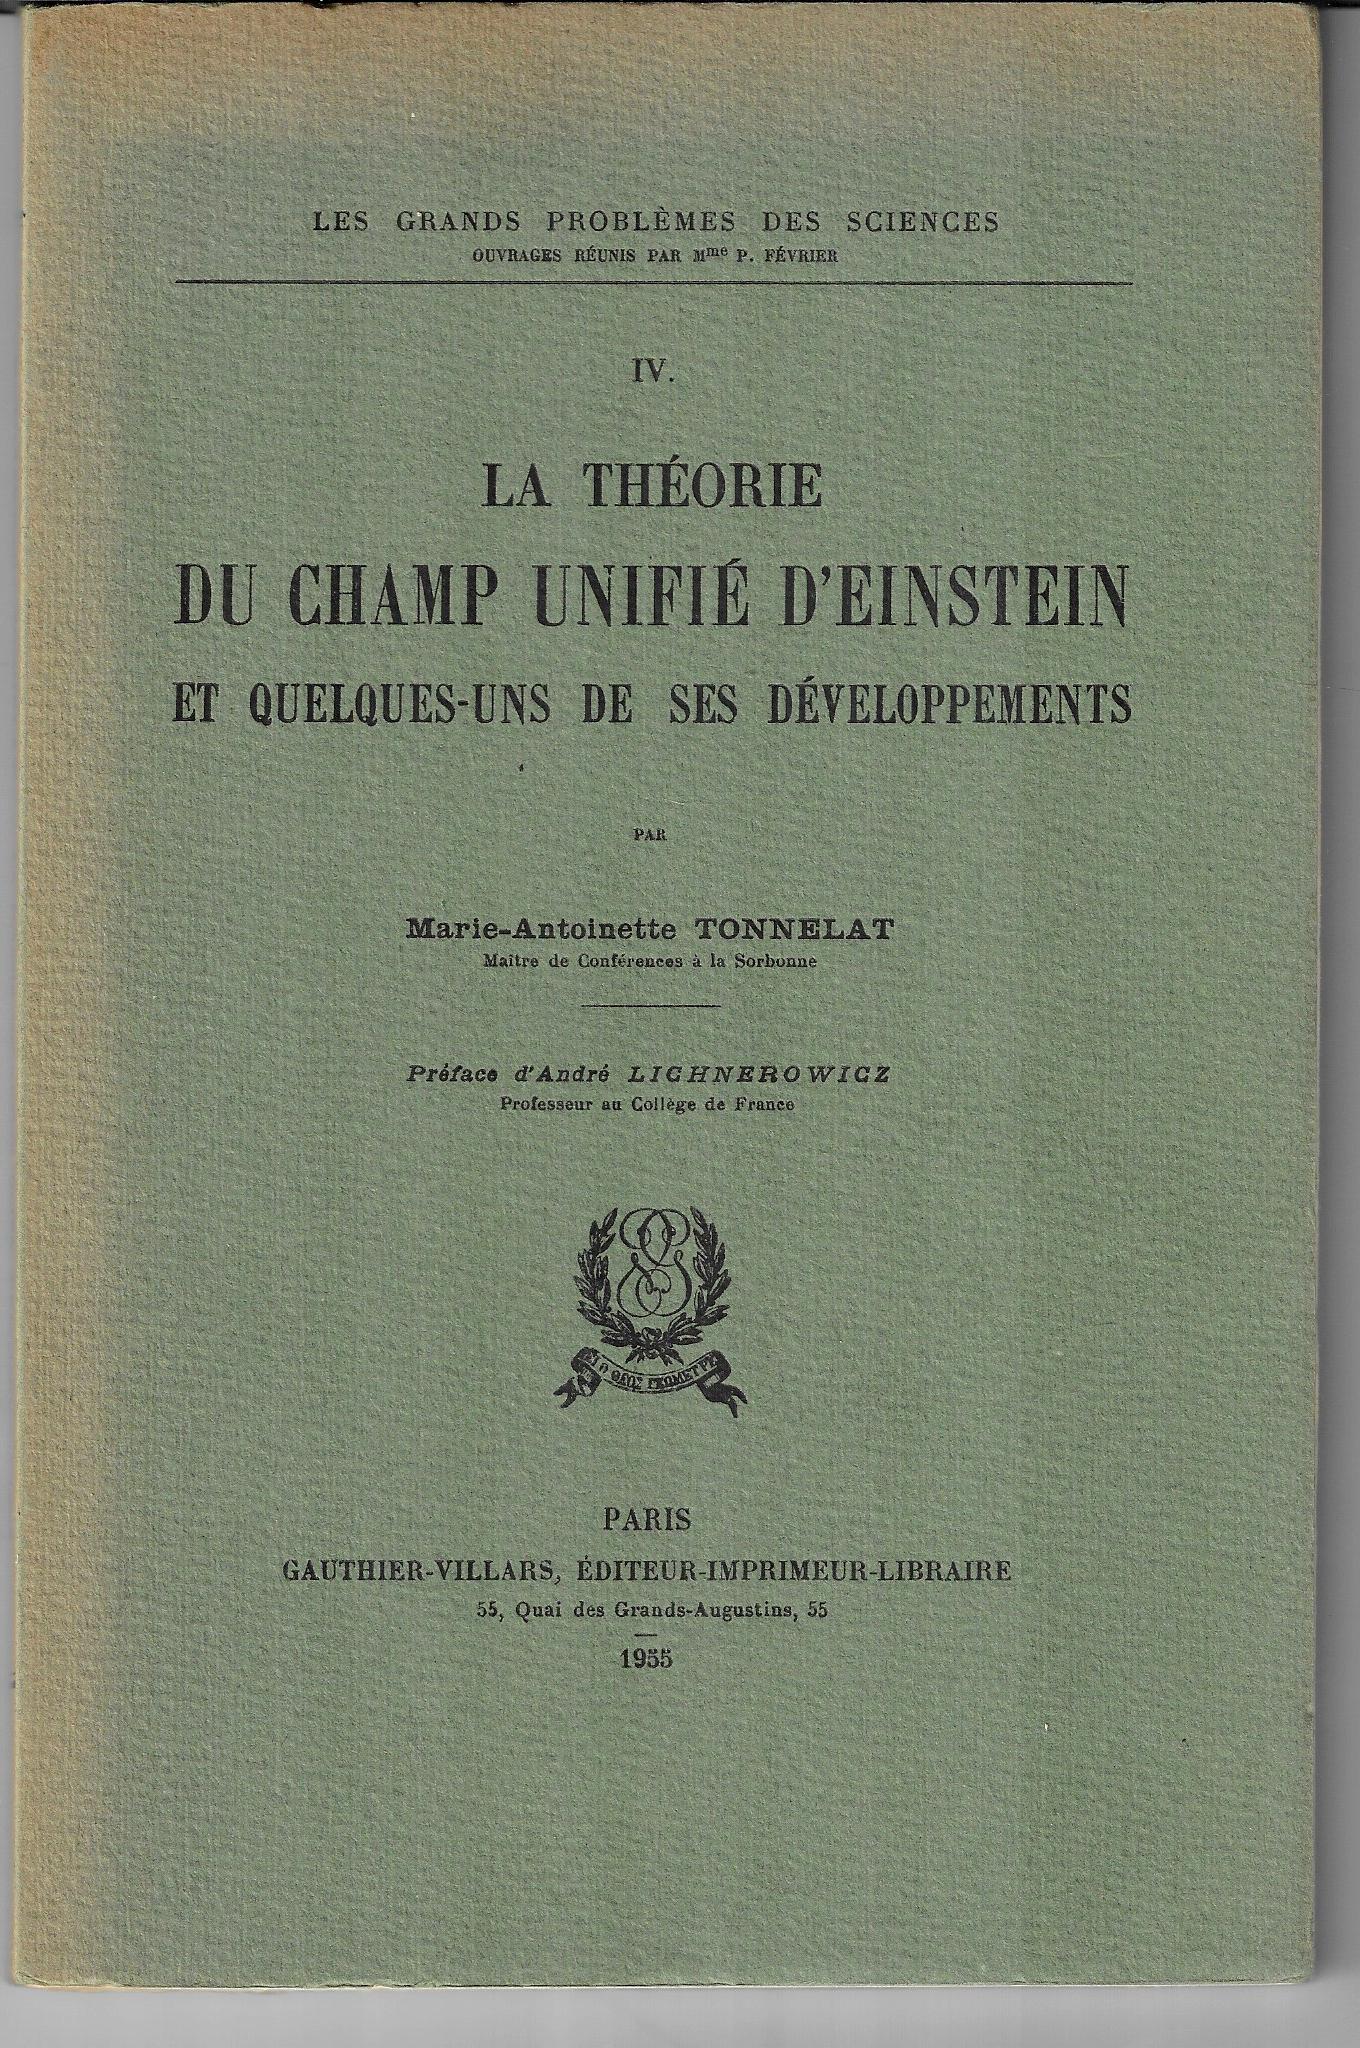 LES GRANDS PROBLÈMES DES SCIENCES
OUVRAGES RÉUNIS PAR Mme P. FÉVRIER
IV.
LA THÉORIE
DU CHAMP UNIFIÉ D'EINSTEIN
ET QUELQUES-UNS DE SES DÉVELOPPEMENTS
PAR
Marie-Antoinette TONNELAT
Maître de Conférences à la Sorbonne
Préface d'André LICHNEROWICZ
Professeur au Collège de France
Ο ΘΕΟΣ ΓΕΩΜΕΤΡΕΙ
PARIS
GAUTHIER-VILLARS, ÉDITEUR-IMPRIMEUR-LIBRAIRE
55, Quai des Grands-Augustins, 55
1955